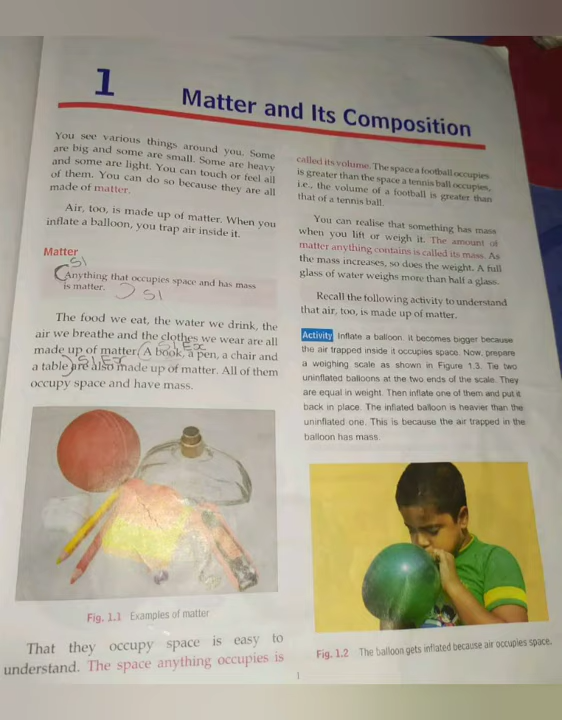 1
Matter and Its Composition
You see various things around you. Some
are big and some are small. Some are heavy
and some are light. You can touch or feel all
of them. You can do so because they are all
made of matter.
Air, too, is made up of matter. When you
inflate a balloon, you trap air inside it.
Matter
S1
Anything that occupies space and has mass
is matter. S1
The food we eat, the water we drink, the
air we breathe and the clothes we wear are all
S1 Ex
made up of matter. A book, a pen, a chair and
S1 Ex
a table are also made up of matter. All of them
occupy space and have mass.
Fig. 1.1 Examples of matter
That they occupy space is easy to
understand. The space anything occupies is
called its volume. The space a football occupies
is greater than the space a tennis ball occupies,
i.e., the volume of a football is greater than
that of a tennis ball.
You can realise that something has mass
when you lift or weigh it. The amount of
matter anything contains is called its mass. As
the mass increases, so does the weight. A full
glass of water weighs more than half a glass.
Recall the following activity to understand
that air, too, is made up of matter.
Activity Inflate a balloon. It becomes bigger because
the air trapped inside it occupies space. Now, prepare
a weighing scale as shown in Figure 1.3. Tie two
uninflated balloons at the two ends of the scale. They
are equal in weight. Then inflate one of them and put it
back in place. The inflated balloon is heavier than the
uninflated one. This is because the air trapped in the
balloon has mass.
Fig. 1.2 The balloon gets inflated because air occupies space.
1